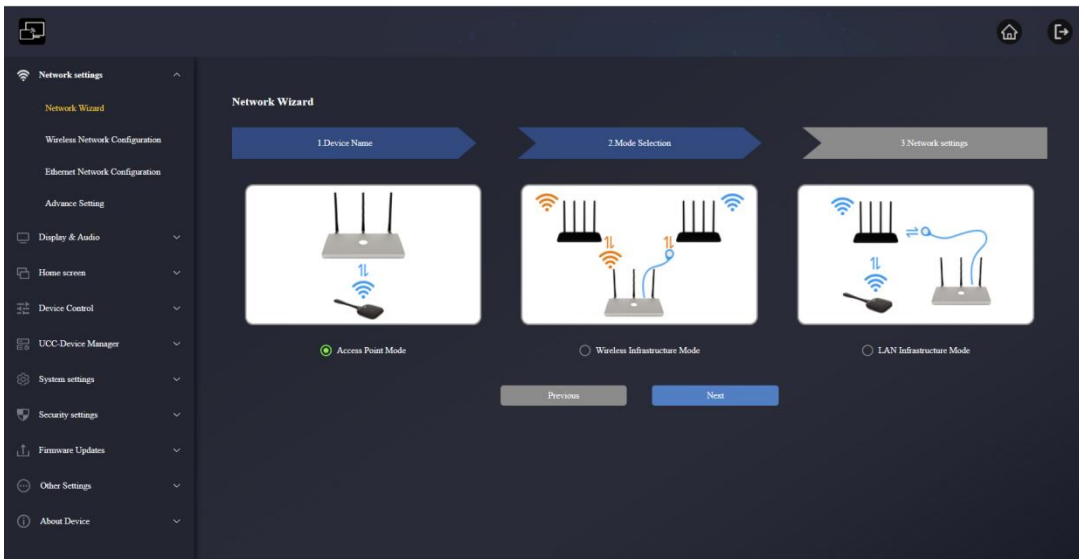 Network settings
Network Wizard
Wireless Network Configuration
Ethernet Network Configuration
Advance Setting
Display & Audio
Home screen
Device Control
UCC-Device Manager
System settings
Security settings
Firmware Updates
Other Settings
About Device
Network Wizard
1.Device Name
2.Mode Selection
3.Network settings
Access Point Mode
Wireless Infrastructure Mode
LAN Infrastructure Mode
Previous
Next